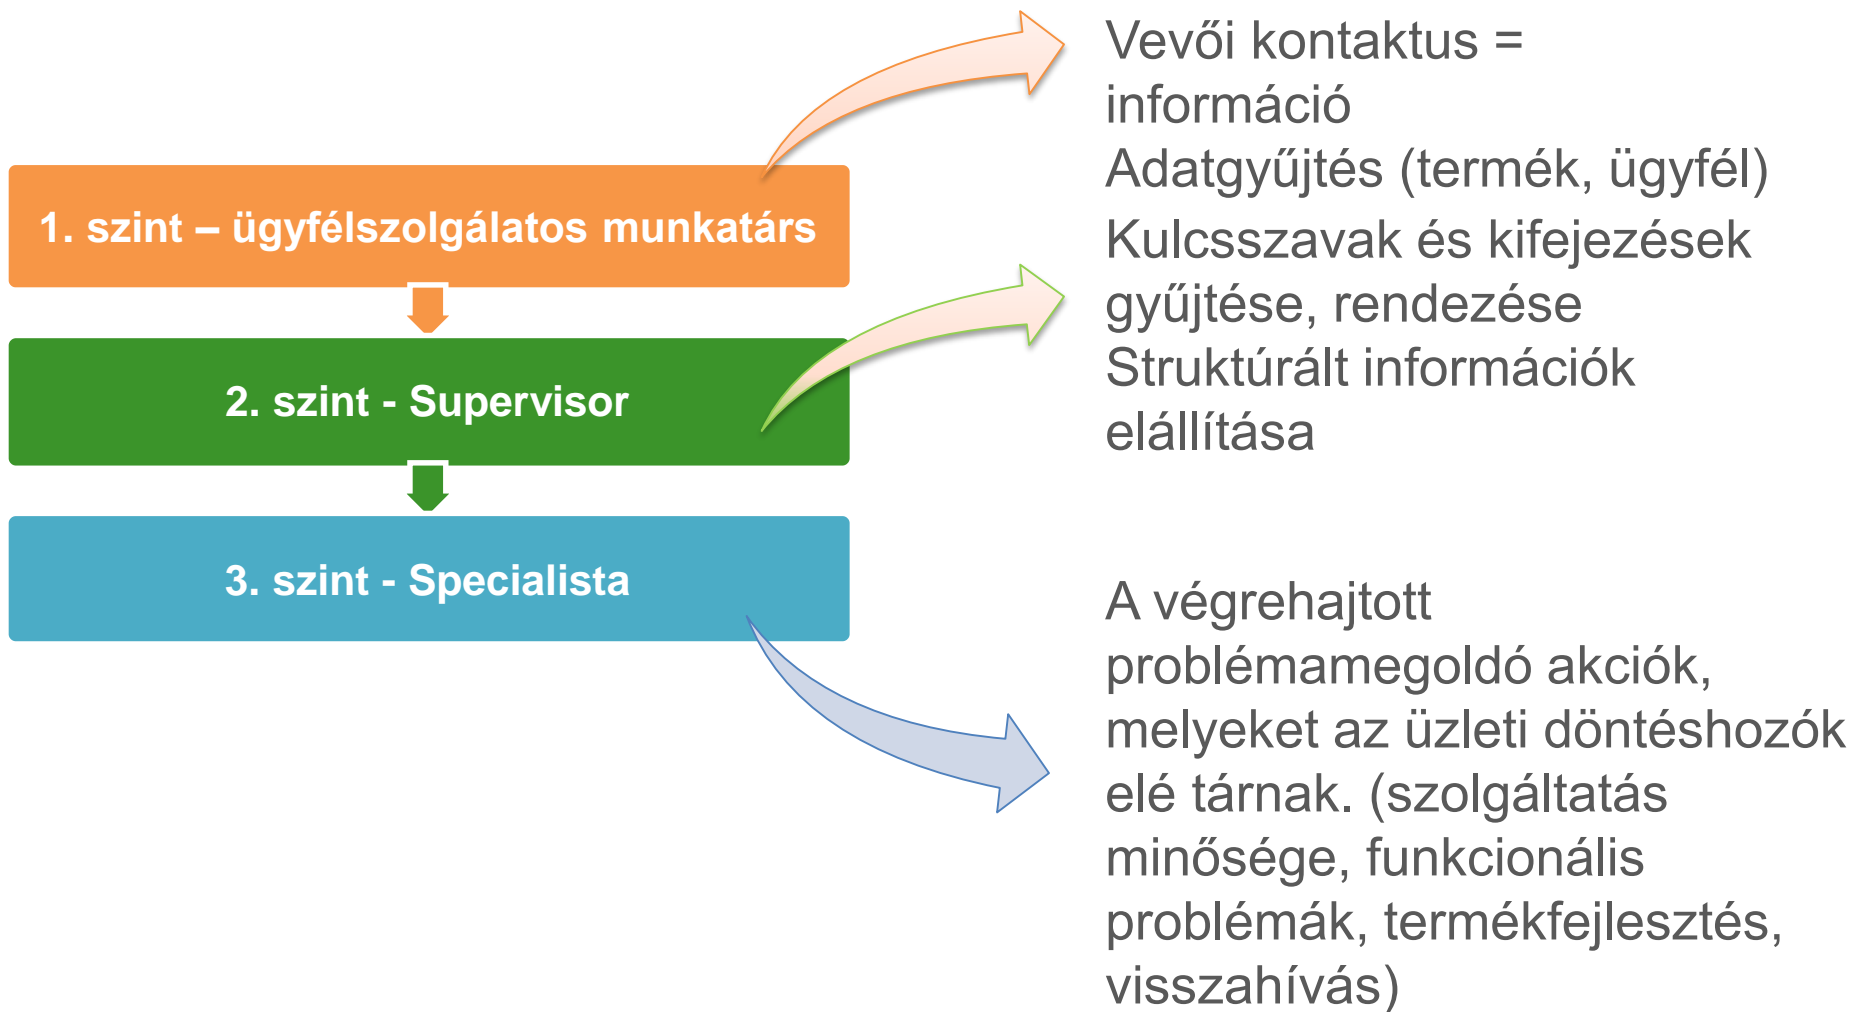 Vevői kontaktus =
információ
Adatgyűjtés (termék, ügyfél)
1. szint – ügyfélszolgálatos munkatárs
Kulcsszavak és kifejezések
gyűjtése, rendezése
Struktúrált információk
elállítása
2. szint - Supervisor
3. szint - Specialista
A végrehajtott
problémamegoldó akciók,
melyeket az üzleti döntéshozók
elé tárnak. (szolgáltatás
minősége, funkcionális
problémák, termékfejlesztés,
visszahívás)